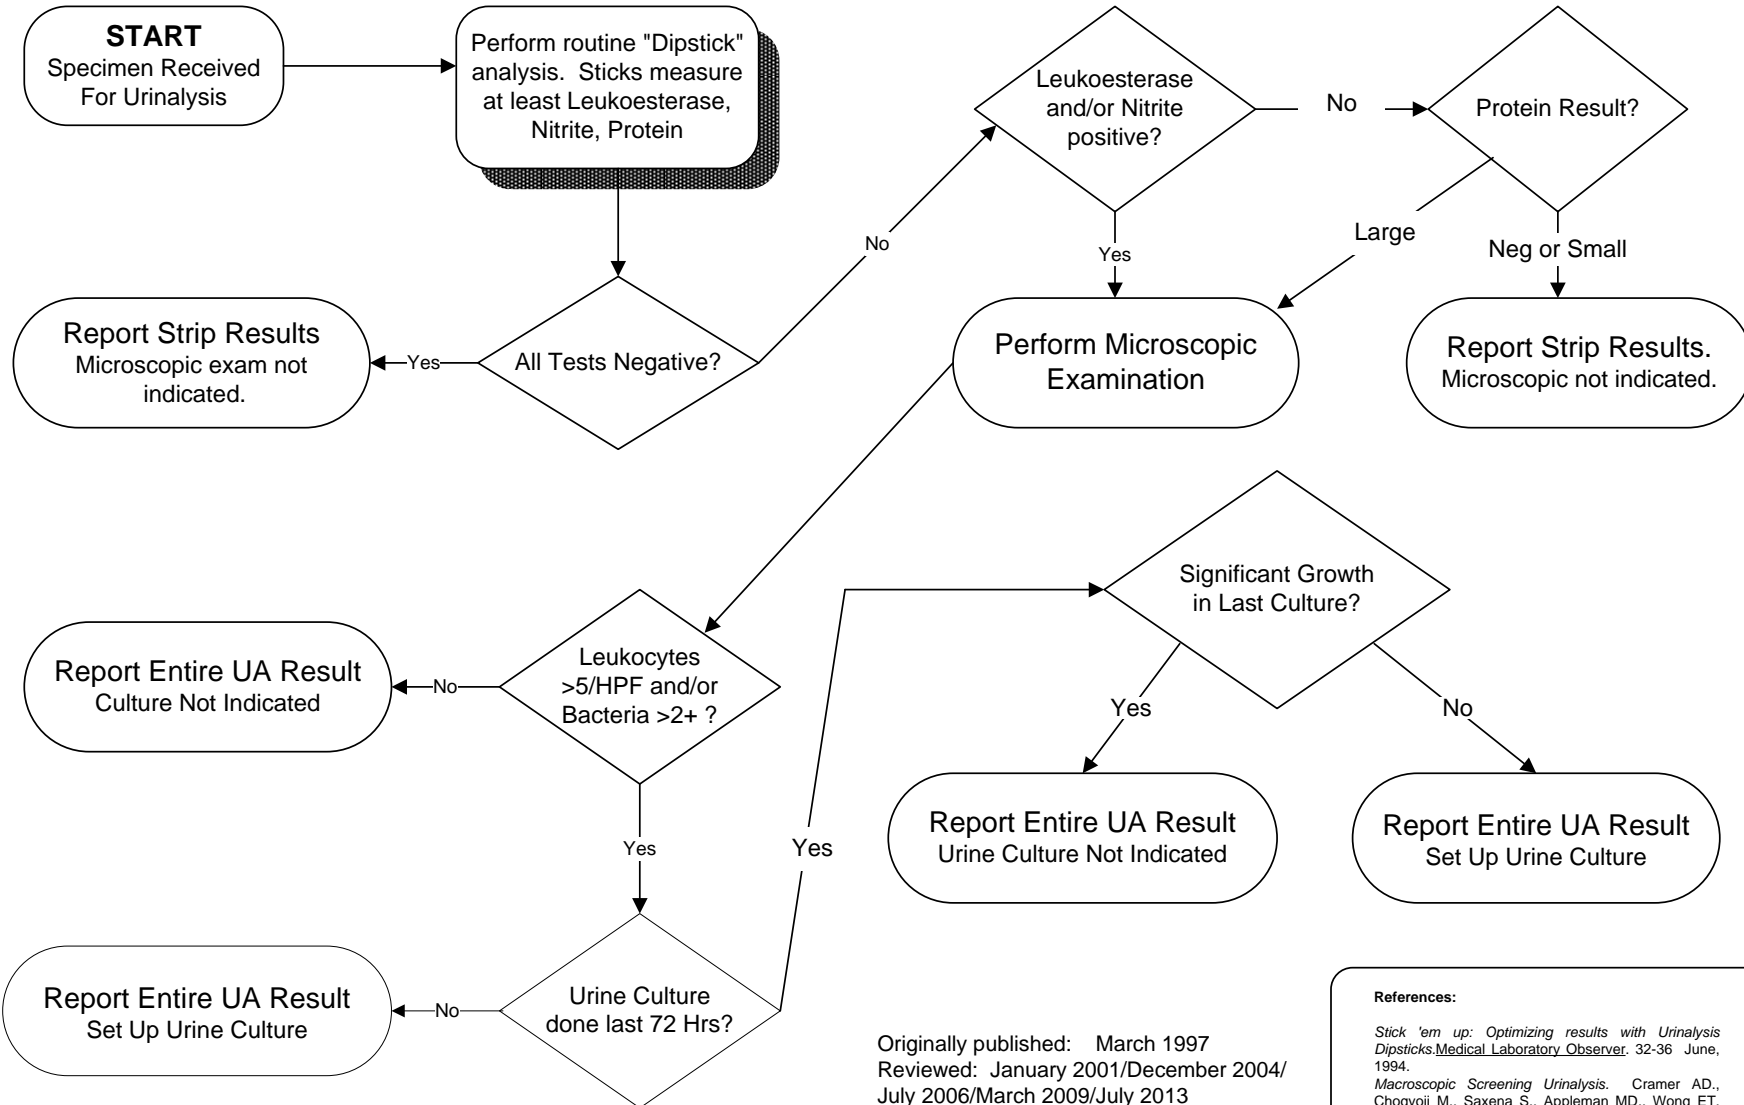 START
Specimen Received
For Urinalysis
Perform routine "Dipstick"
analysis. Sticks measure
at least Leukoesterase,
Nitrite, Protein
Leukoesterase
and/or Nitrite
positive?
No
Protein Result?
No
Yes
Large
Neg or Small
Report Strip Results
Microscopic exam not
indicated.
Yes
All Tests Negative?
Perform Microscopic
Examination
Report Strip Results.
Microscopic not indicated.
Significant Growth
in Last Culture?
Report Entire UA Result
Culture Not Indicated
No
Leukocytes
>5/HPF and/or
Bacteria >2+ ?
Yes
No
Yes
Yes
Report Entire UA Result
Urine Culture Not Indicated
Report Entire UA Result
Set Up Urine Culture
Report Entire UA Result
Set Up Urine Culture
No
Urine Culture
done last 72 Hrs?
Originally published: March 1997
Reviewed: January 2001/December 2004/
July 2006/March 2009/July 2013
References:
Stick 'em up: Optimizing results with Urinalysis
Dipsticks.Medical Laboratory Observer. 32-36 June,
1994.
Macroscopic Screening Urinalysis. Cramer AD.,
Chogyoji M., Saxena S., Appleman MD., Wong ET.